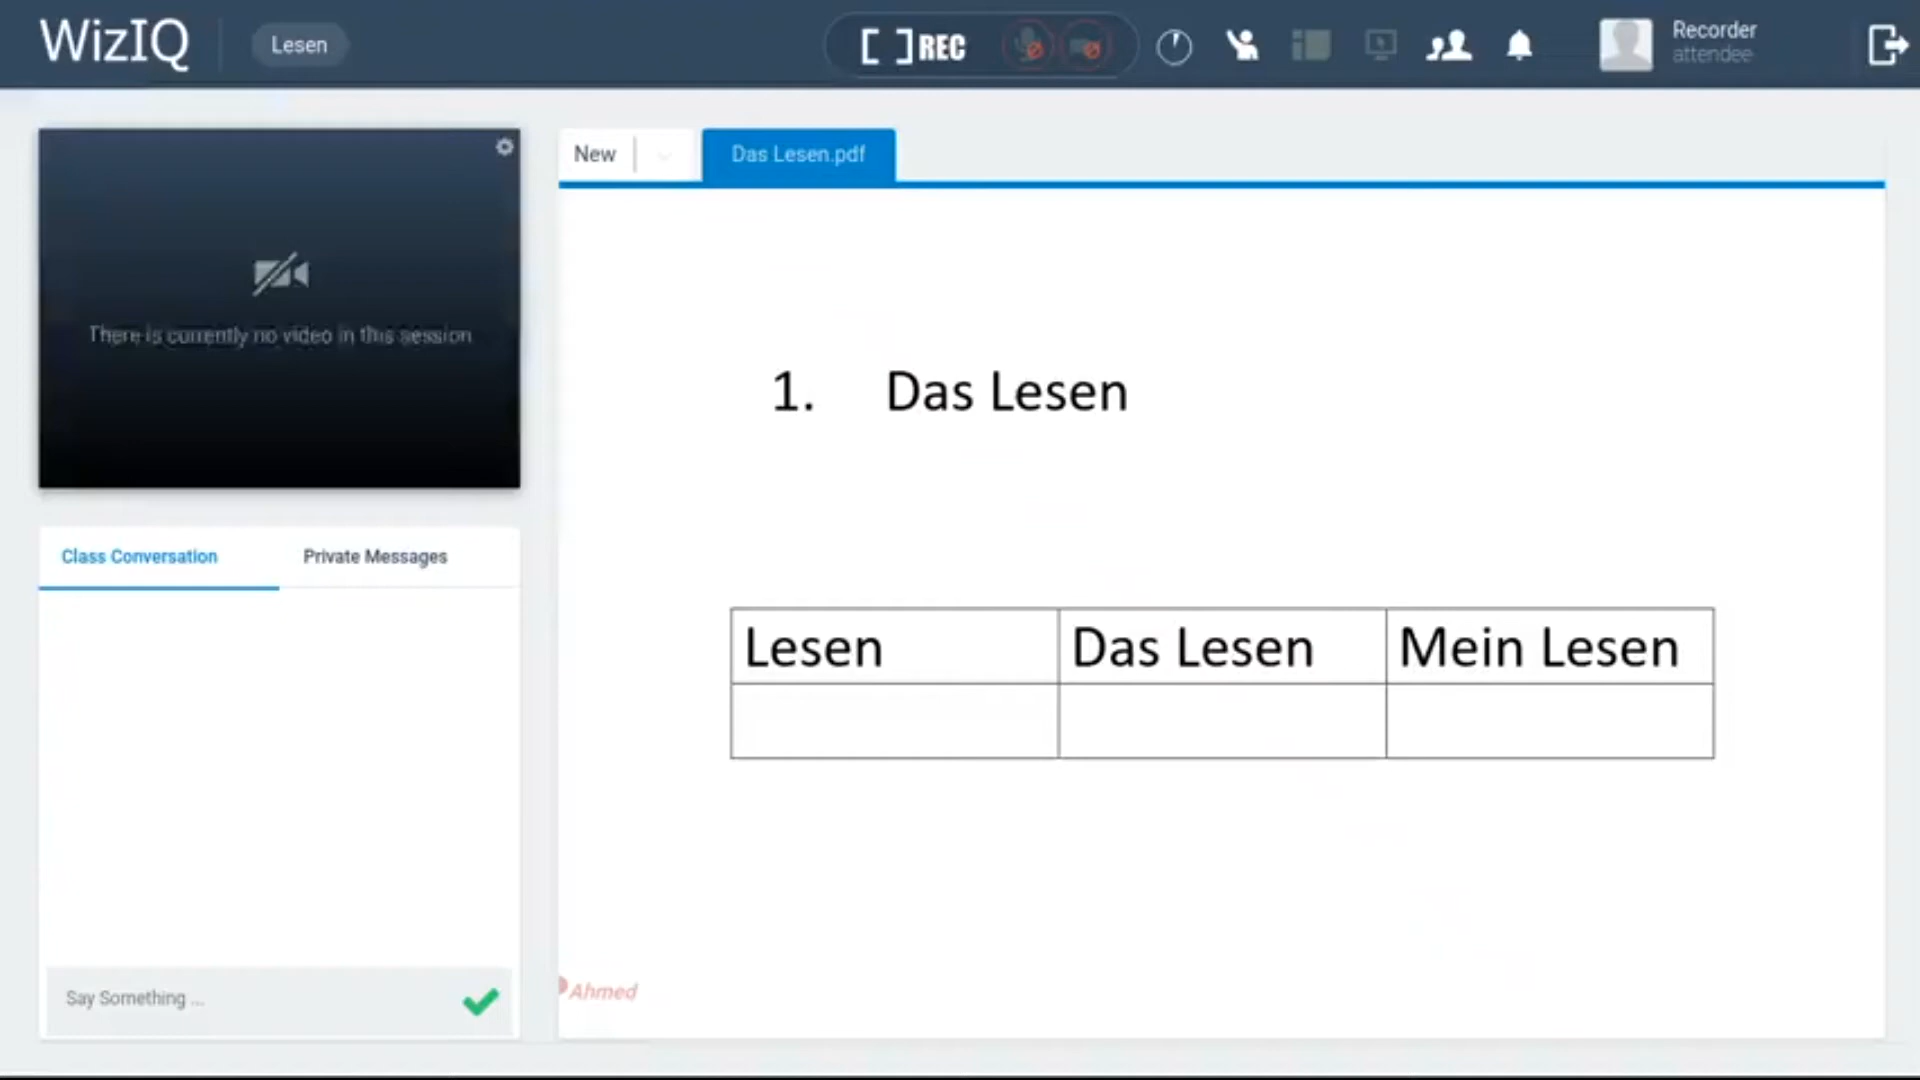 WizIQ
Lesen
[ ] REC
Recorder
attendee
There is currently no video in this session
New
Das Lesen.pdf
1. Das Lesen
Class Conversation
Private Messages
Lesen
Das Lesen
Mein Lesen
Say Something ...
Ahmed